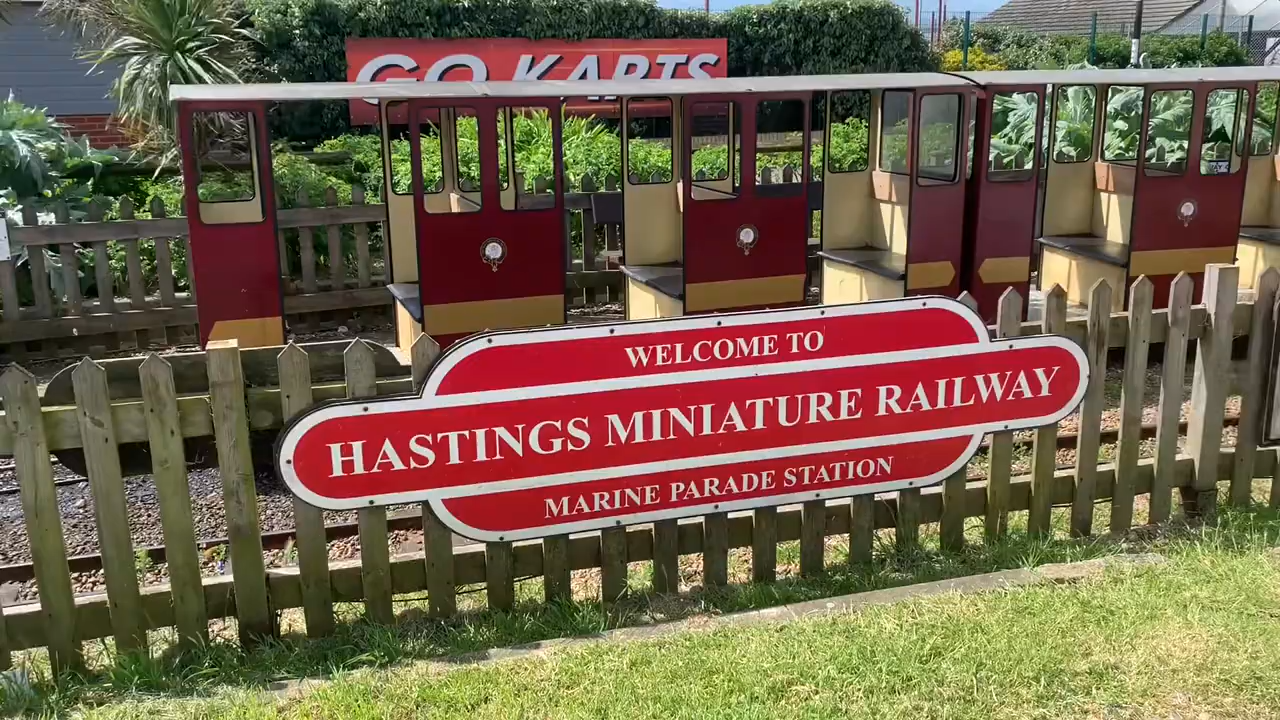 GO KARTS
WELCOME TO
HASTINGS MINIATURE RAILWAY
MARINE PARADE STATION